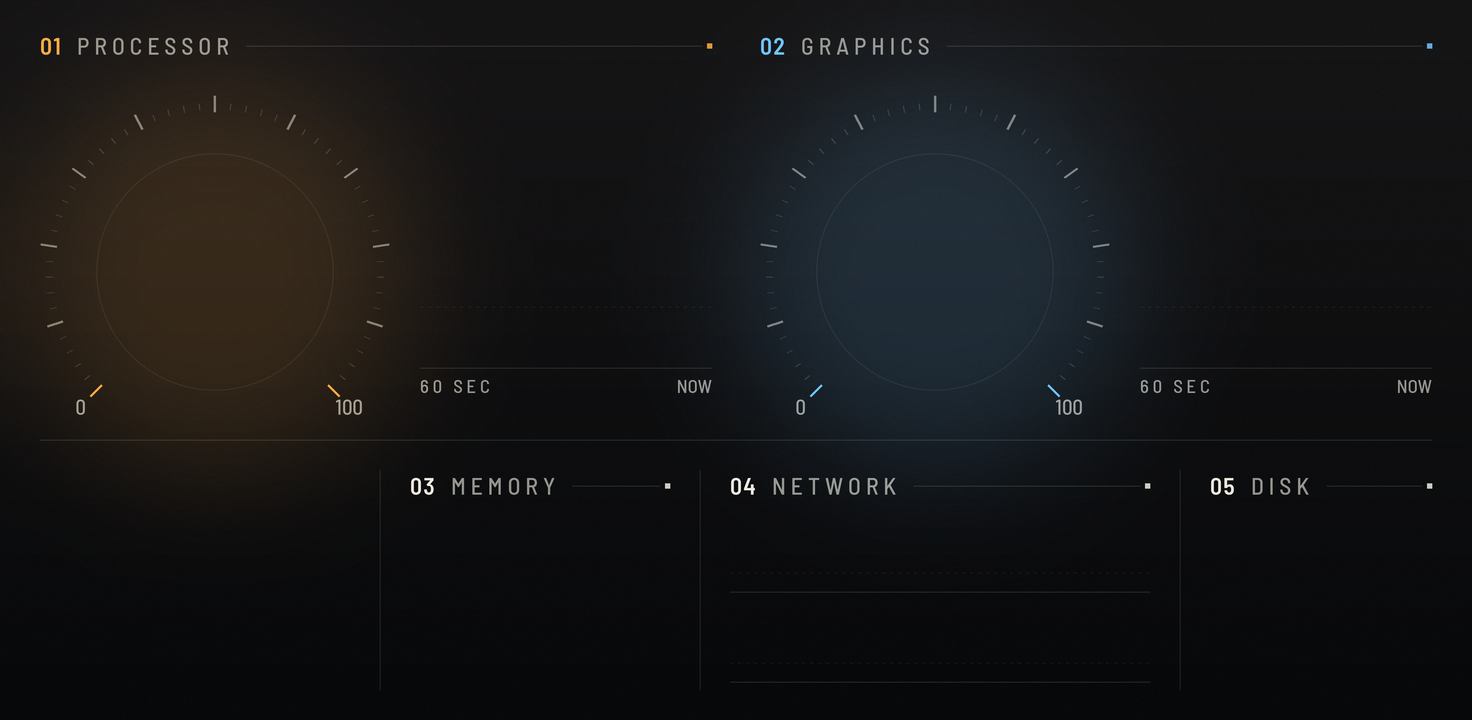 01 PROCESSOR
02 GRAPHICS
60 SEC NOW
0 100
60 SEC NOW
0 100
03 MEMORY
04 NETWORK
05 DISK